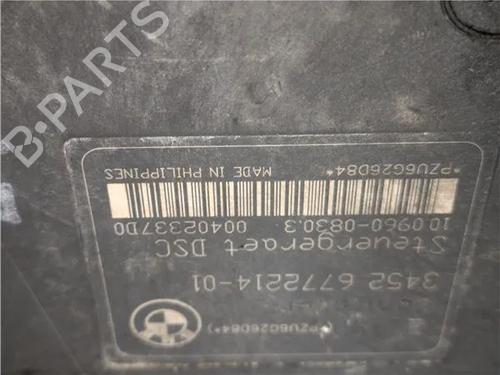 B-PARTS
(*PZU6G26D84*)
3452 6772214-01
Steuergeraet DSC
10.0960-0830.3 00402337D0
*PZU6G26D84* MADE IN PHILIPPINES